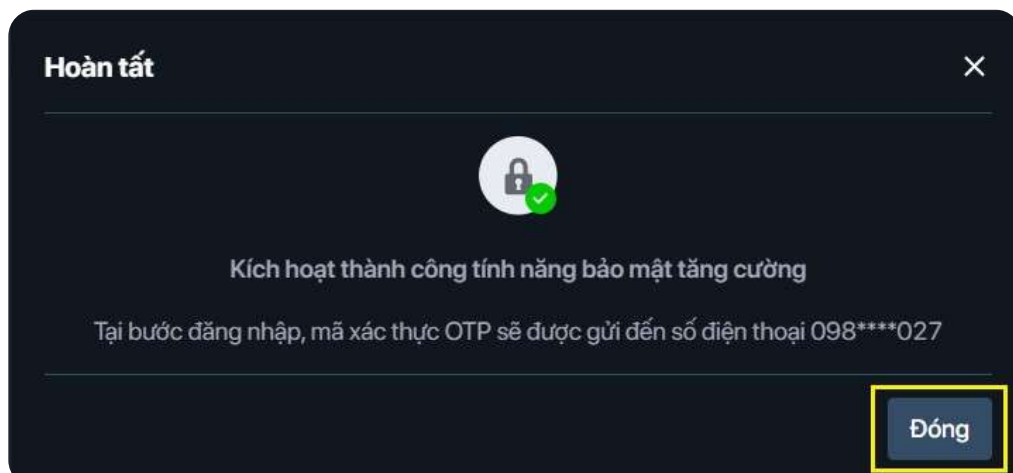 Hoàn tất
Kích hoạt thành công tính năng bảo mật tăng cường
Tại bước đăng nhập, mã xác thực OTP sẽ được gửi đến số điện thoại 098****027
Đóng